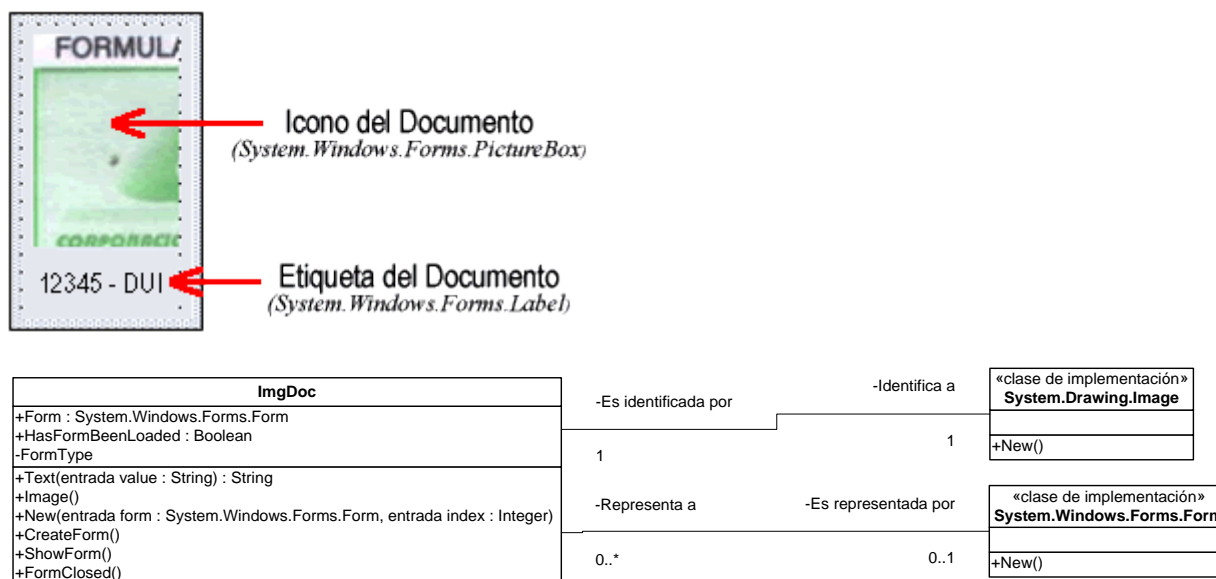 FORMULA
Icono del Documento
(System.Windows.Forms.PictureBox)
CORPORACIC
12345 - DUI
Etiqueta del Documento
(System.Windows.Forms.Label)
ImgDoc
+Form : System.Windows.Forms.Form
+HasFormBeenLoaded : Boolean
-FormType
+Text(entrada value : String) : String
+Image()
+New(entrada form : System.Windows.Forms.Form, entrada index : Integer)
+CreateForm()
+ShowForm()
+FormClosed()
-Es identificada por
-Identifica a
1
1
«clase de implementación»
System.Drawing.Image
+New()
-Representa a
-Es representada por
0..*
0..1
«clase de implementación»
System.Windows.Forms.Form
+New()